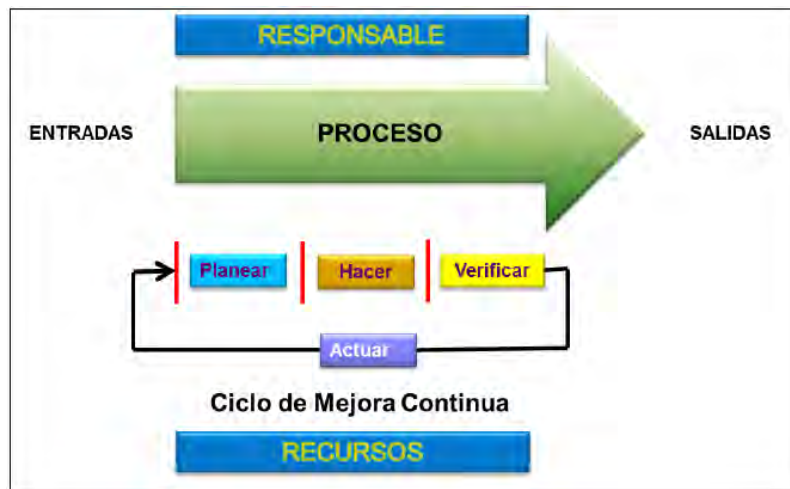 RESPONSABLE
ENTRADAS
PROCESO
SALIDAS
Planear
Hacer
Verificar
Actuar
Ciclo de Mejora Continua
RECURSOS